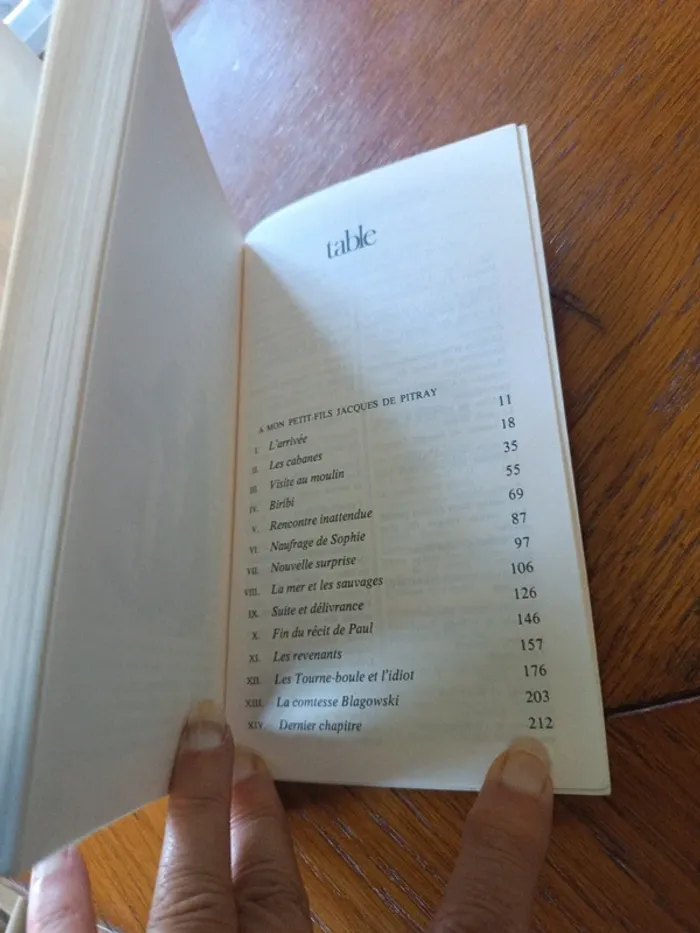 table
A MON PETIT-FILS JACQUES DE PITRAY
I. L'arrivée 11
II. Les cabanes 18
III. Visite au moulin 35
IV. Biribi 55
V. Rencontre inattendue 69
VI. Naufrage de Sophie 87
VII. Nouvelle surprise 97
VIII. La mer et les sauvages 106
IX. Suite et délivrance 126
X. Fin du récit de Paul 146
XI. Les revenants 157
XII. Les Tourne-boule et l'idiot 176
XIII. La comtesse Blagowski 203
XIV. Dernier chapitre 212